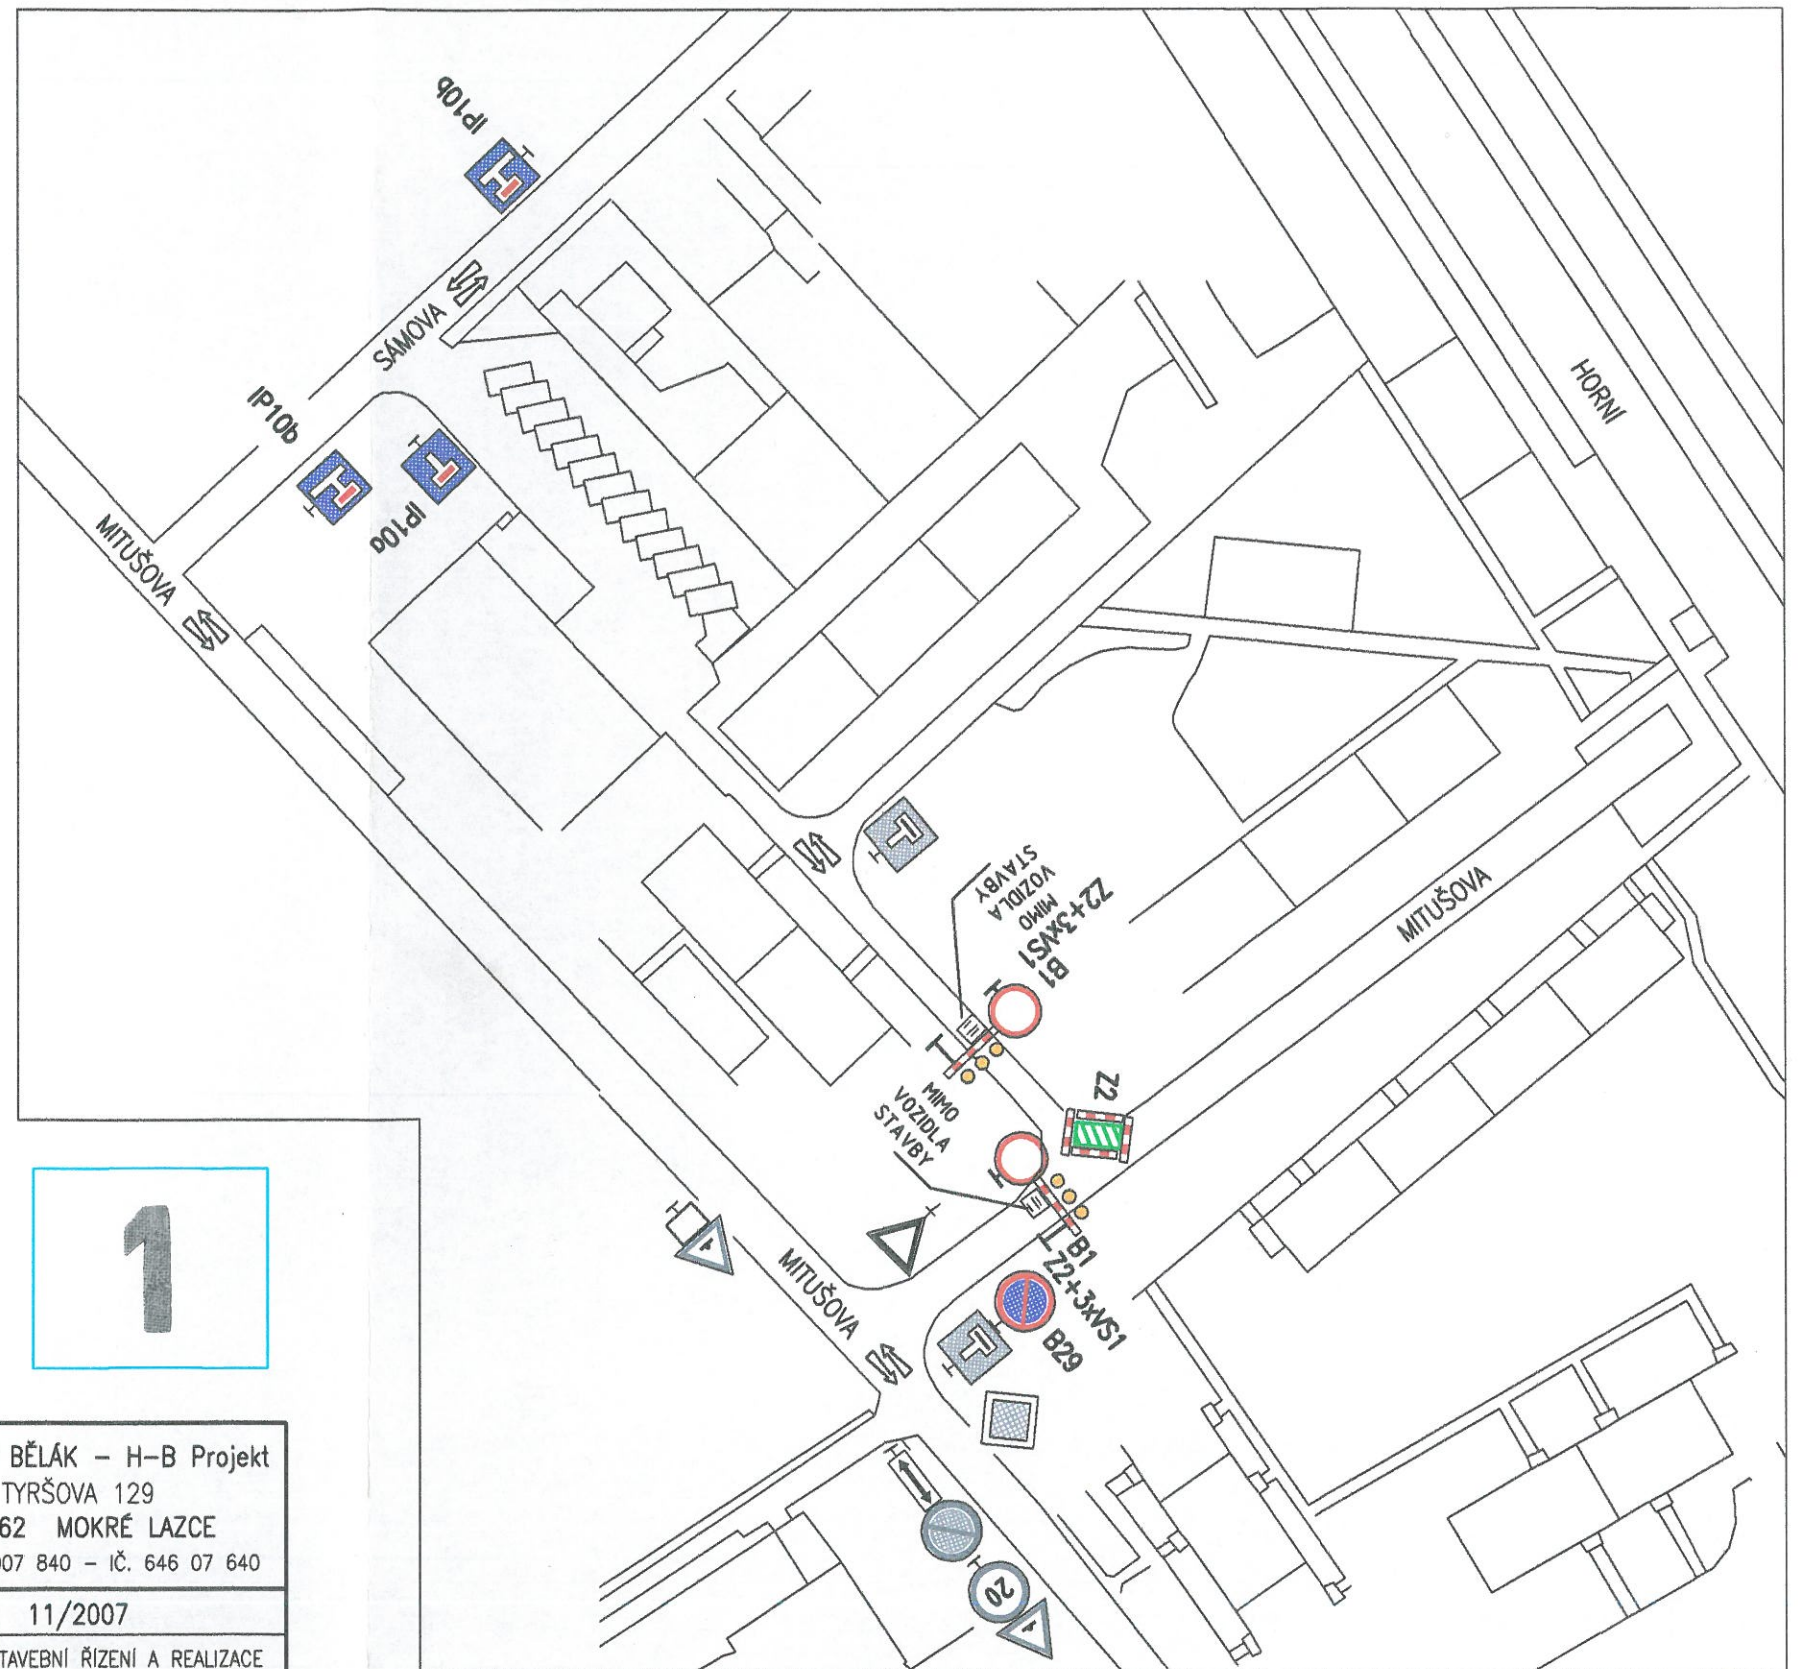 IP10b
SÁMOVA
IP10b
IP10a
MITUŠOVA
HORNÍ
MITUŠOVA
B1
Z2+3xVS1
MIMO
VOZIDLA
STAVBY
Z2
MIMO
VOZIDLA
STAVBY
B1
Z2+3xVS1
B29
MITUŠOVA
20
1
BĚLÁK – H–B Projekt
TYRŠOVA 129
62 MOKRÉ LAZCE
007 840 – IČ. 646 07 640
11/2007
TAVEBNÍ ŘÍZENÍ A REALIZACE